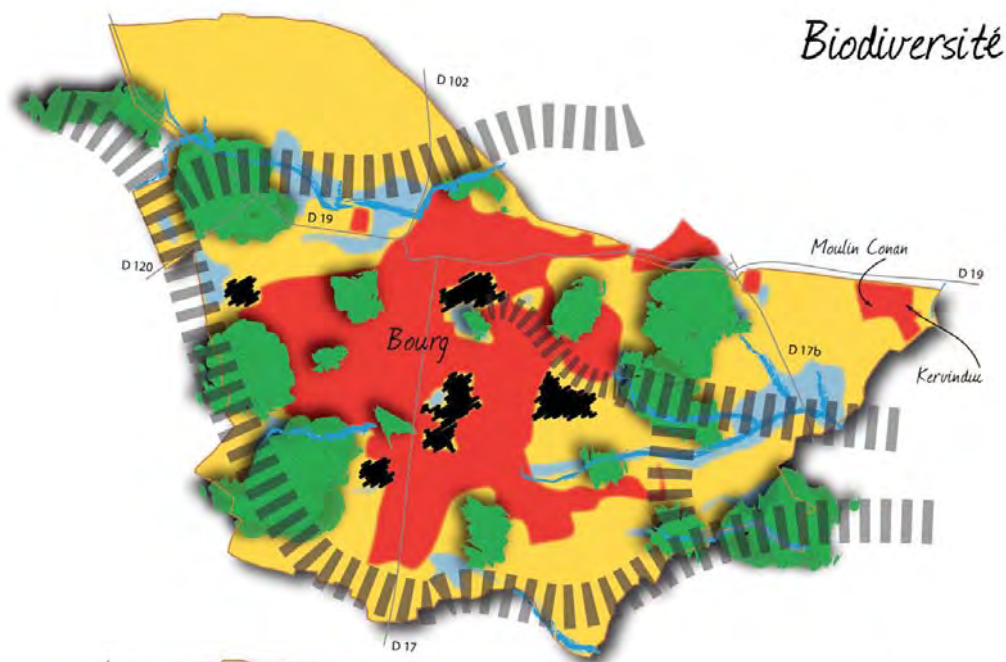 Biodiversité
D 102
D 19
Moulin Conan
D 19
D 120
Bourg
D 17b
Kervinduc
D 17